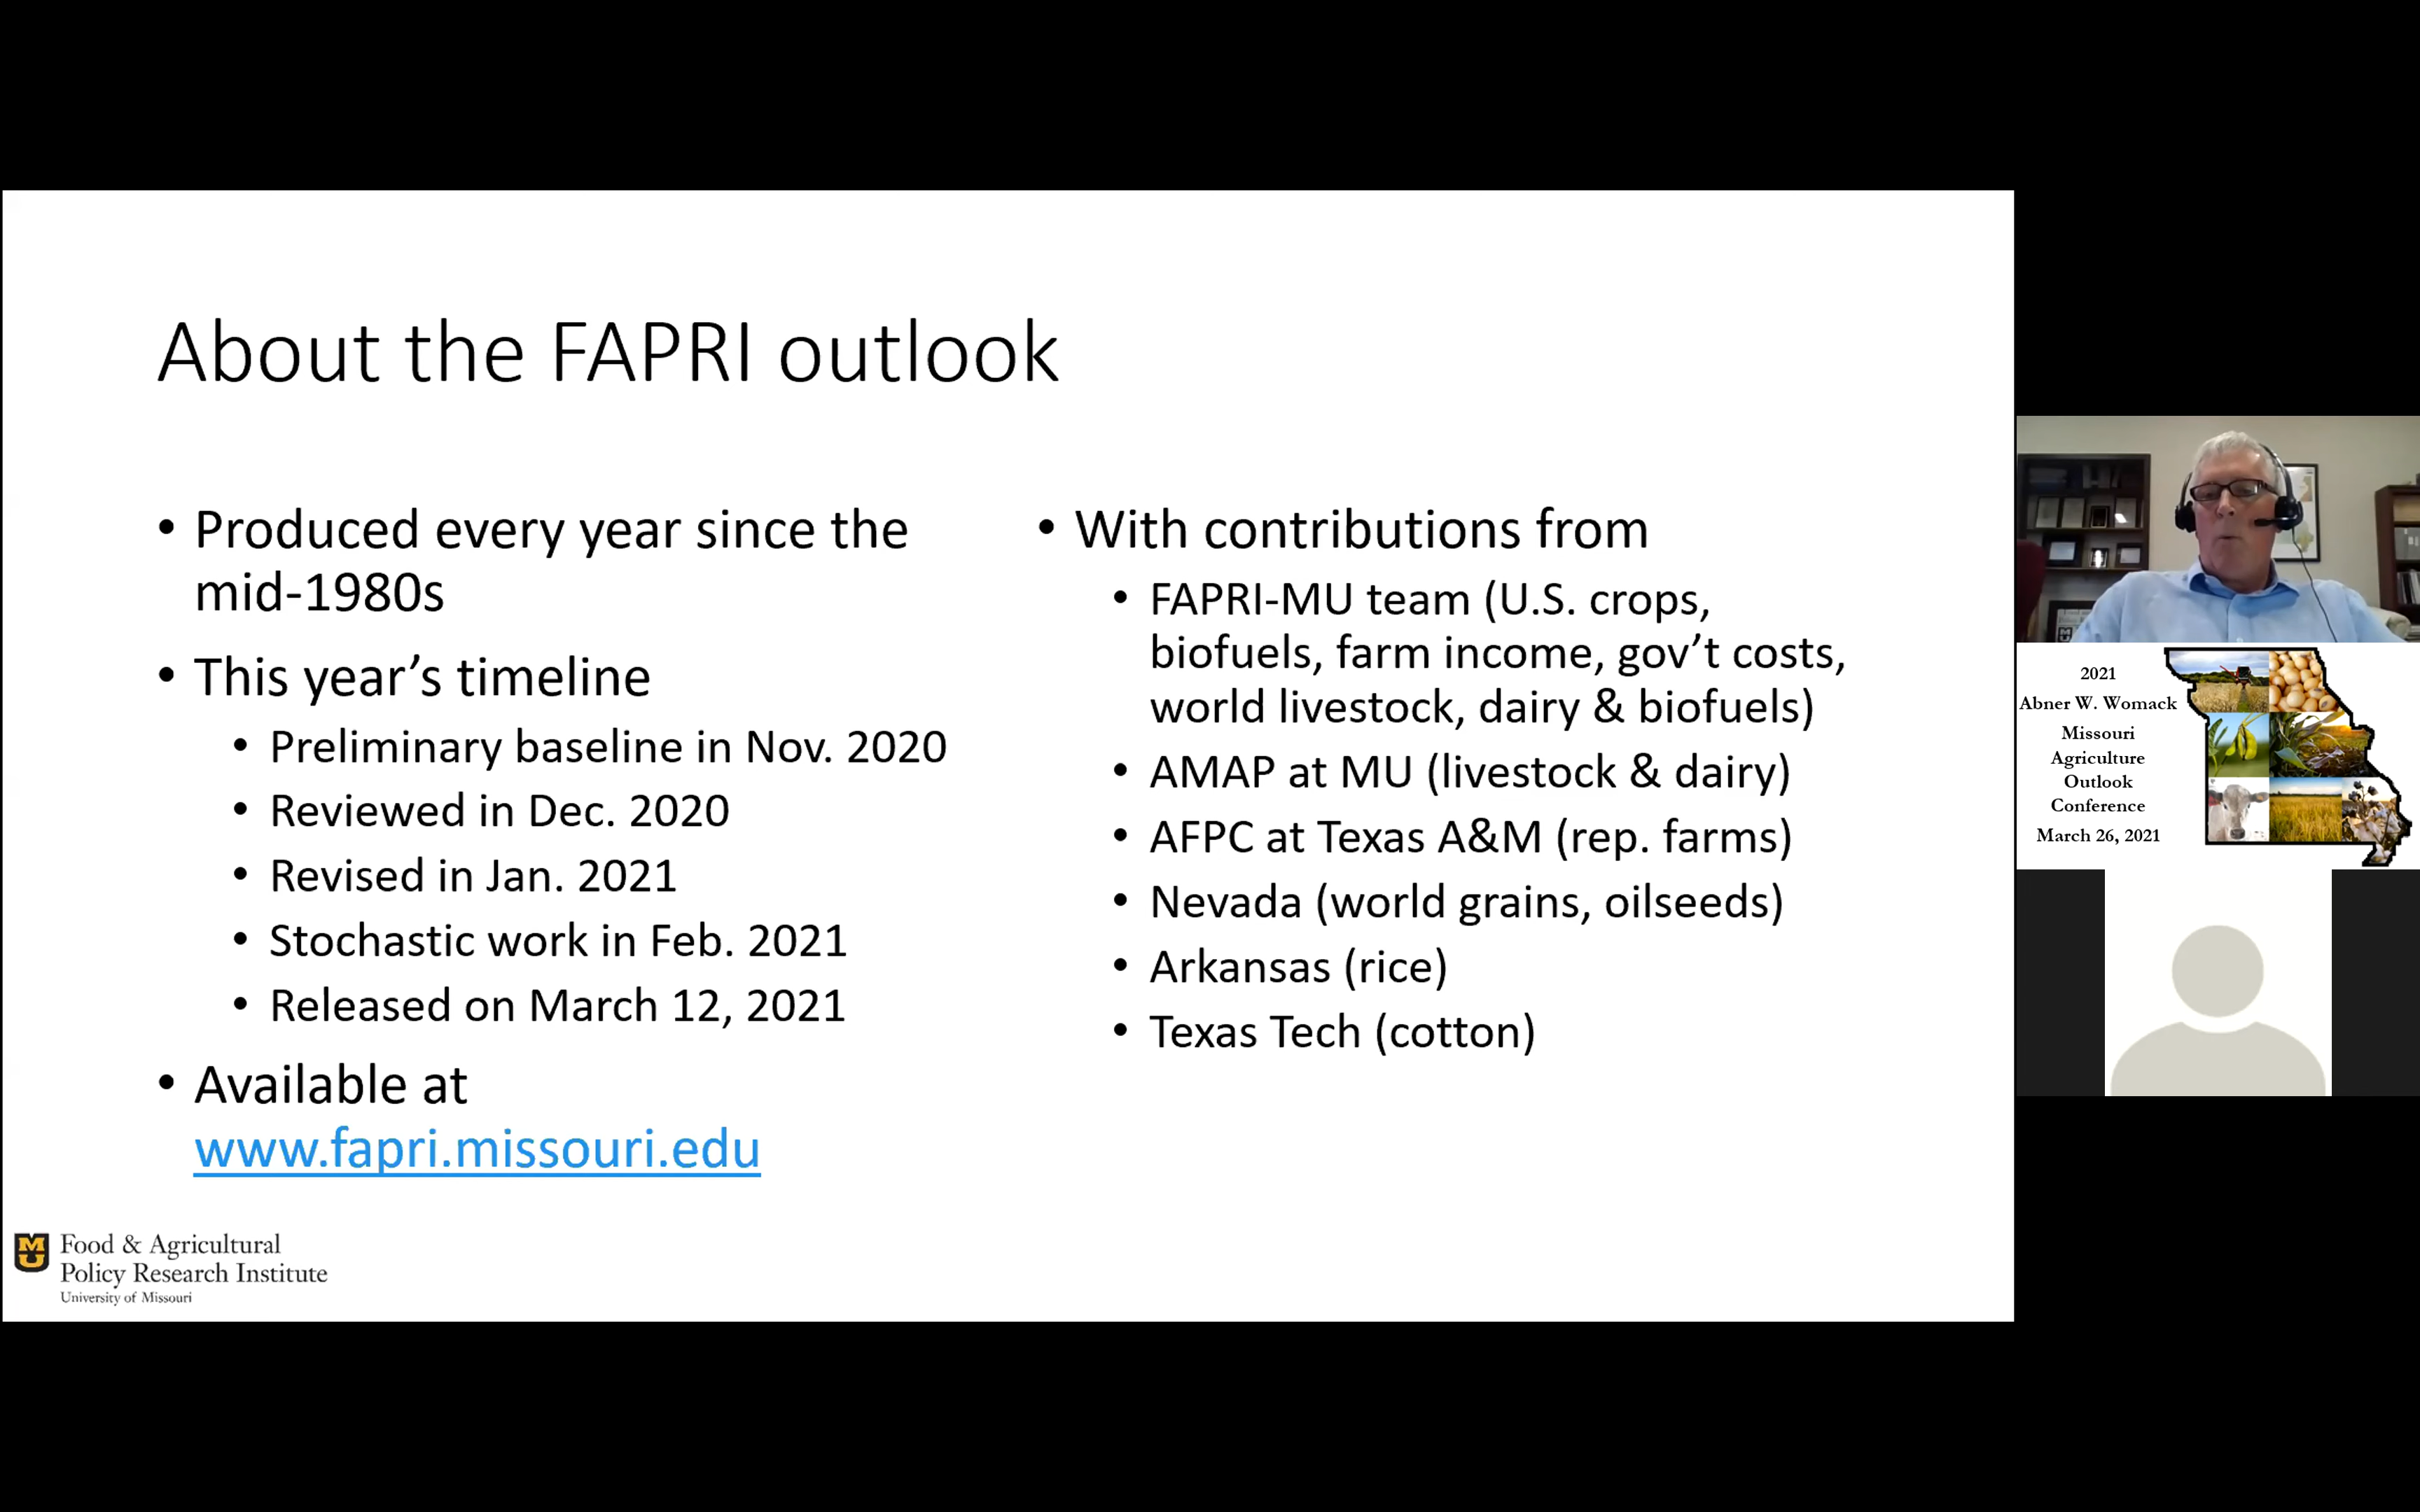 About the FAPRI outlook
• Produced every year since the
mid-1980s
• This year’s timeline
• Preliminary baseline in Nov. 2020
• Reviewed in Dec. 2020
• Revised in Jan. 2021
• Stochastic work in Feb. 2021
• Released on March 12, 2021
• Available at
www.fapri.missouri.edu
• With contributions from
• FAPRI-MU team (U.S. crops,
biofuels, farm income, gov’t costs,
world livestock, dairy & biofuels)
• AMAP at MU (livestock & dairy)
• AFPC at Texas A&M (rep. farms)
• Nevada (world grains, oilseeds)
• Arkansas (rice)
• Texas Tech (cotton)
MU
Food & Agricultural
Policy Research Institute
University of Missouri
2021
Abner W. Womack
Missouri
Agriculture
Outlook
Conference
March 26, 2021